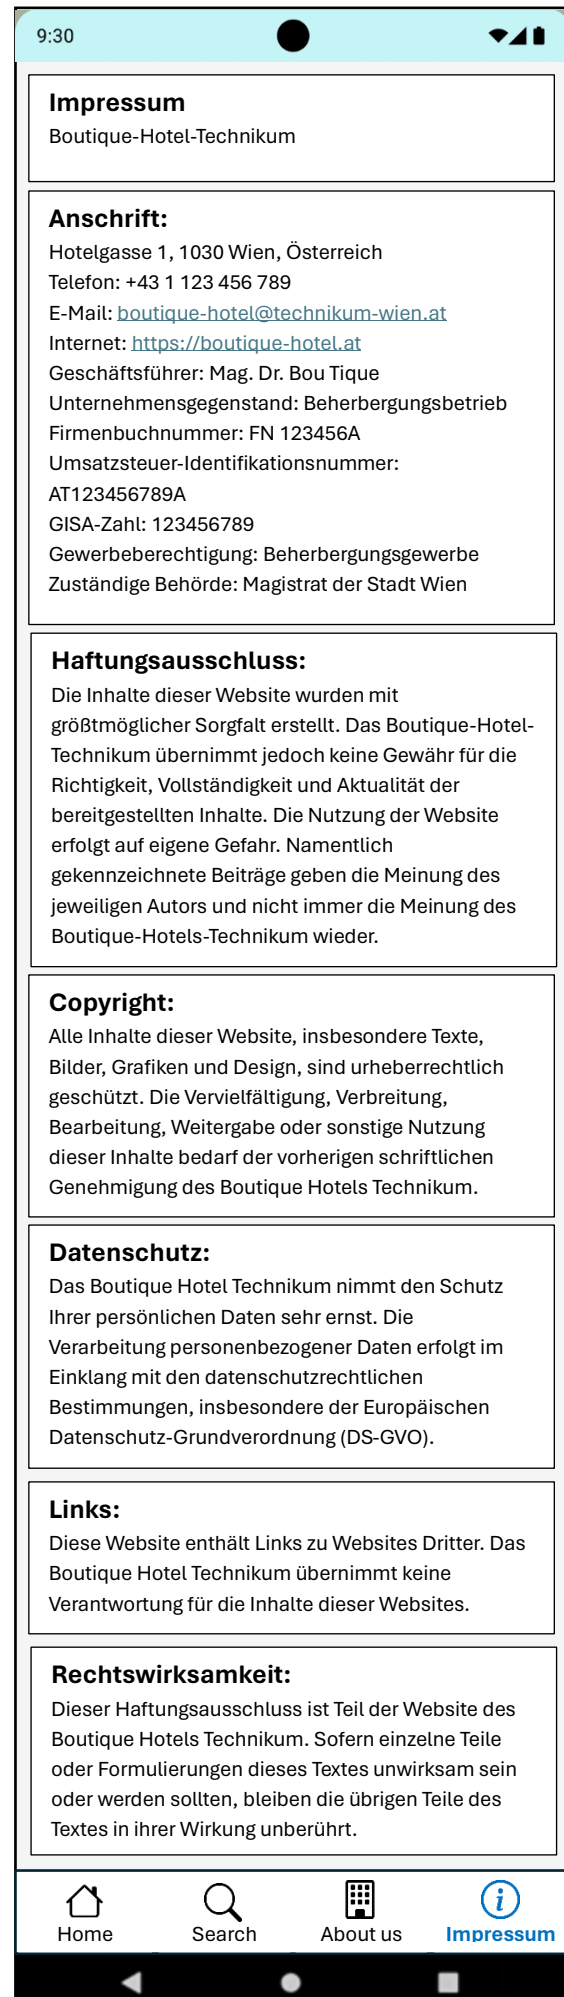 9:30
Impressum
Boutique-Hotel-Technikum
Anschrift:
Hotelgasse 1, 1030 Wien, Österreich
Telefon: +43 1 123 456 789
E-Mail: boutique-hotel@technikum-wien.at
Internet: https://boutique-hotel.at
Geschäftsführer: Mag. Dr. Bou Tique
Unternehmensgegenstand: Beherbergungsbetrieb
Firmenbuchnummer: FN 123456A
Umsatzsteuer-Identifikationsnummer:
AT123456789A
GISA-Zahl: 123456789
Gewerbeberechtigung: Beherbergungsgewerbe
Zuständige Behörde: Magistrat der Stadt Wien
Haftungsausschluss:
Die Inhalte dieser Website wurden mit
größtmöglicher Sorgfalt erstellt. Das Boutique-Hotel-
Technikum übernimmt jedoch keine Gewähr für die
Richtigkeit, Vollständigkeit und Aktualität der
bereitgestellten Inhalte. Die Nutzung der Website
erfolgt auf eigene Gefahr. Namentlich
gekennzeichnete Beiträge geben die Meinung des
jeweiligen Autors und nicht immer die Meinung des
Boutique-Hotels-Technikum wieder.
Copyright:
Alle Inhalte dieser Website, insbesondere Texte,
Bilder, Grafiken und Design, sind urheberrechtlich
geschützt. Die Vervielfältigung, Verbreitung,
Bearbeitung, Weitergabe oder sonstige Nutzung
dieser Inhalte bedarf der vorherigen schriftlichen
Genehmigung des Boutique Hotels Technikum.
Datenschutz:
Das Boutique Hotel Technikum nimmt den Schutz
Ihrer persönlichen Daten sehr ernst. Die
Verarbeitung personenbezogener Daten erfolgt im
Einklang mit den datenschutzrechtlichen
Bestimmungen, insbesondere der Europäischen
Datenschutz-Grundverordnung (DS-GVO).
Links:
Diese Website enthält Links zu Websites Dritter. Das
Boutique Hotel Technikum übernimmt keine
Verantwortung für die Inhalte dieser Websites.
Rechtswirksamkeit:
Dieser Haftungsausschluss ist Teil der Website des
Boutique Hotels Technikum. Sofern einzelne Teile
oder Formulierungen dieses Textes unwirksam sein
oder werden sollten, bleiben die übrigen Teile des
Textes in ihrer Wirkung unberührt.
Home Search About us Impressum